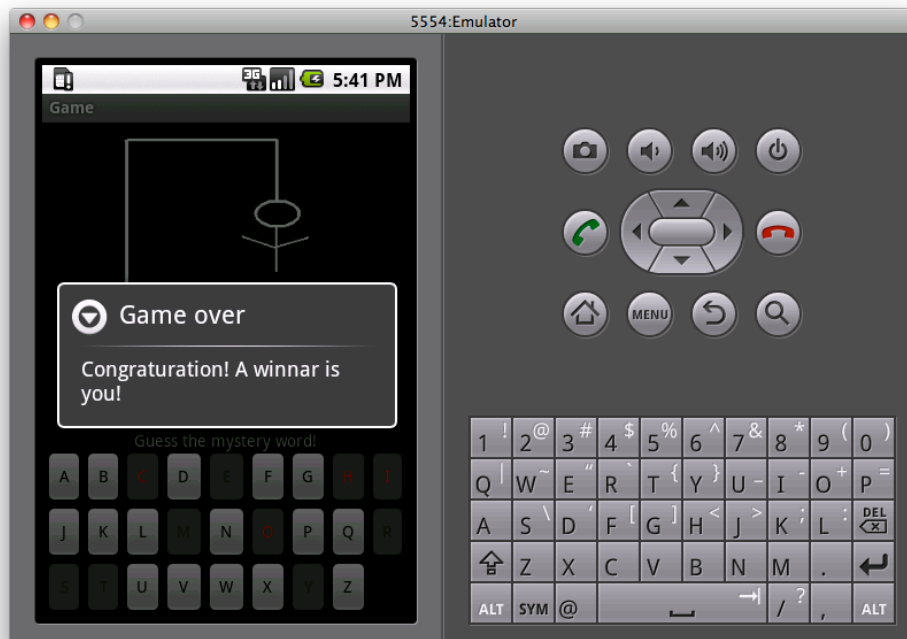 5554:Emulator
3G 5:41 PM
Game
Game over
Congraturation! A winnar is
you!
Guess the mystery word!
A B C D E F G H I
J K L M N O P Q R
S T U V W X Y Z
MENU
1 ! 2 @ 3 # 4 $ 5 % 6 ^ 7 & 8 * 9 ( 0 )
Q | W ~ E " R ` T { Y } U _ I - O + P =
A S \ D ' F [ G ] H < J > K ; L : DEL
Z X C V B N M .
ALT SYM @ / ? , ALT